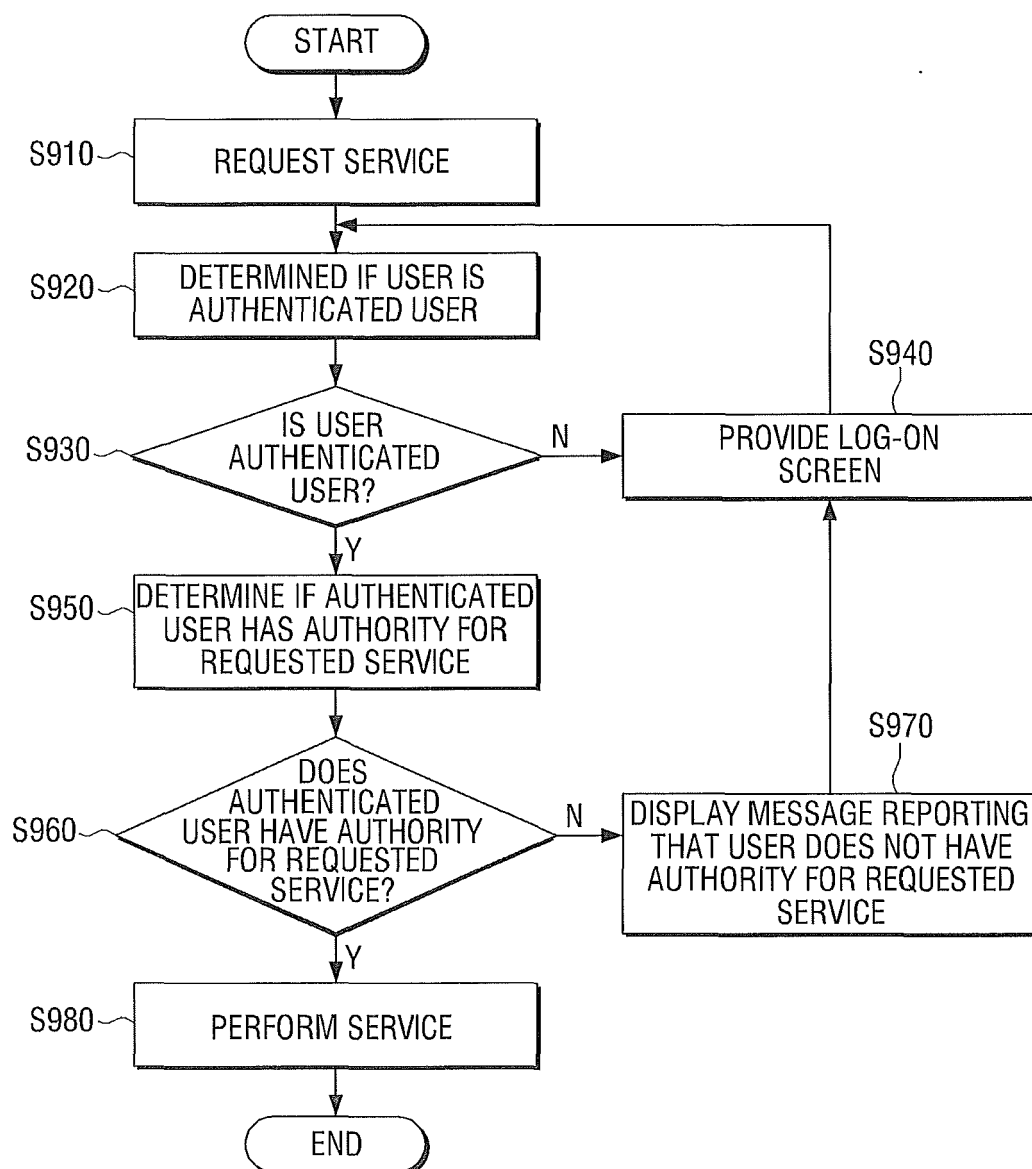 START
S910
REQUEST SERVICE
S920
DETERMINED IF USER IS
AUTHENTICATED USER
S930
IS USER
AUTHENTICATED
USER?
N
S940
PROVIDE LOG-ON
SCREEN
Y
S950
DETERMINE IF AUTHENTICATED
USER HAS AUTHORITY FOR
REQUESTED SERVICE
S960
DOES
AUTHENTICATED
USER HAVE AUTHORITY
FOR REQUESTED
SERVICE?
N
S970
DISPLAY MESSAGE REPORTING
THAT USER DOES NOT HAVE
AUTHORITY FOR REQUESTED
SERVICE
Y
S980
PERFORM SERVICE
END